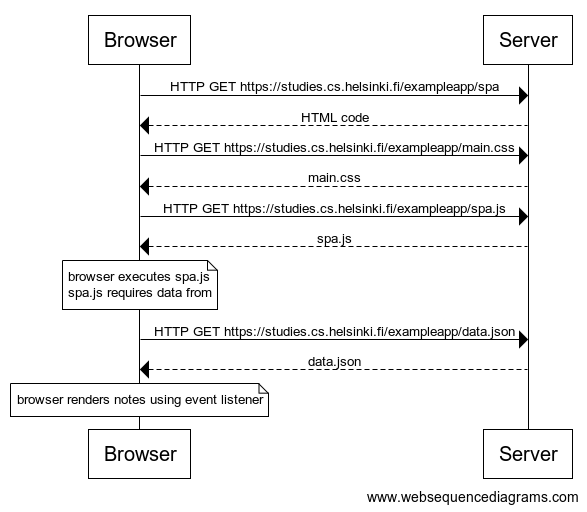 Browser Server
HTTP GET https://studies.cs.helsinki.fi/exampleapp/spa
HTML code
HTTP GET https://studies.cs.helsinki.fi/exampleapp/main.css
main.css
HTTP GET https://studies.cs.helsinki.fi/exampleapp/spa.js
spa.js
browser executes spa.js
spa.js requires data from
HTTP GET https://studies.cs.helsinki.fi/exampleapp/data.json
data.json
browser renders notes using event listener
Browser Server
www.websequencediagrams.com